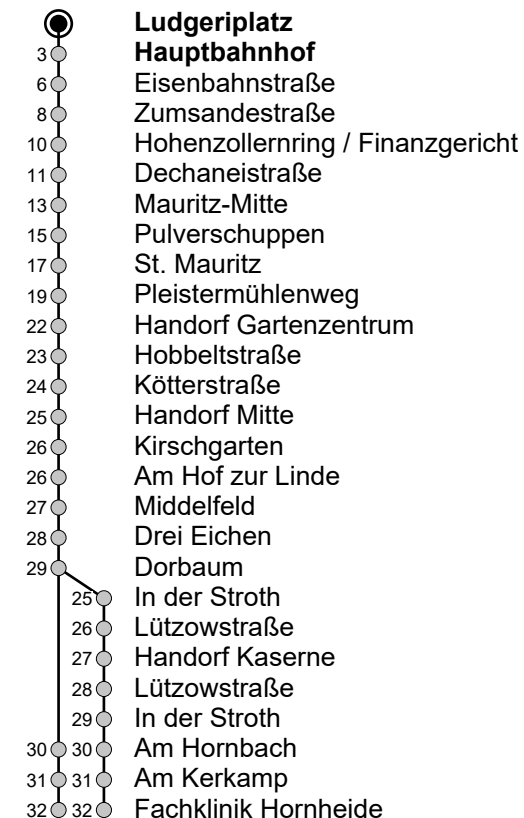 Ludgeriplatz
3 Hauptbahnhof
6 Eisenbahnstraße
8 Zumsandestraße
10 Hohenzollernring / Finanzgericht
11 Dechaneistraße
13 Mauritz-Mitte
15 Pulverschuppen
17 St. Mauritz
19 Pleistermühlenweg
22 Handorf Gartenzentrum
23 Hobbeltstraße
24 Kötterstraße
25 Handorf Mitte
26 Kirschgarten
26 Am Hof zur Linde
27 Middelfeld
28 Drei Eichen
29 Dorbaum
25 In der Stroth
26 Lützowstraße
27 Handorf Kaserne
28 Lützowstraße
29 In der Stroth
30 30 Am Hornbach
31 31 Am Kerkamp
32 32 Fachklinik Hornheide